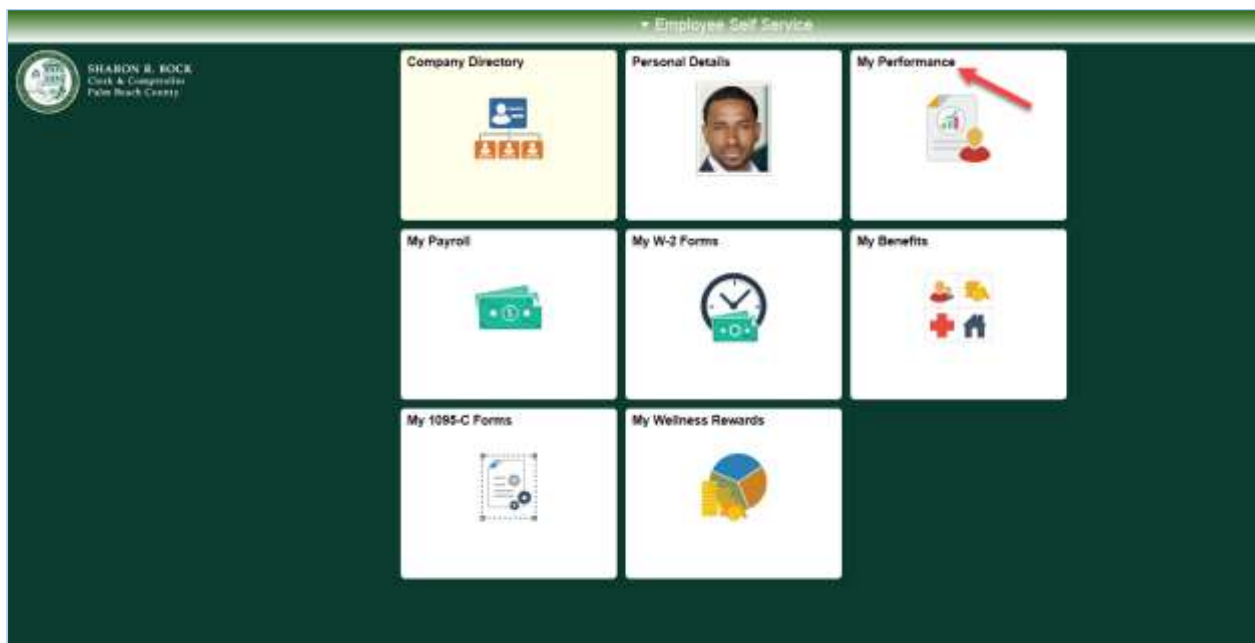 Employee Self Service
SHARON R. BOCK
Clerk & Comptroller
Palm Beach County
Company Directory
Personal Details
My Performance
My Payroll
My W-2 Forms
My Benefits
My 1095-C Forms
My Wellness Rewards